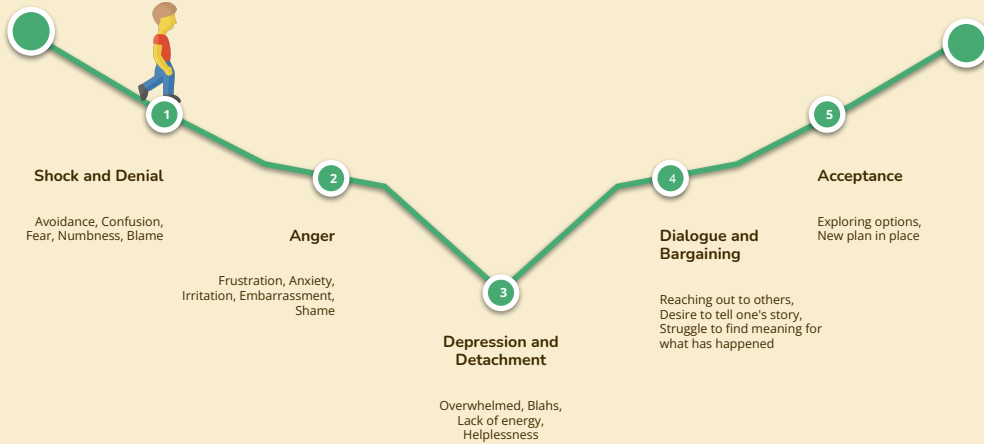 1
Shock and Denial
Avoidance, Confusion,
Fear, Numbness, Blame
2
Anger
Frustration, Anxiety,
Irritation, Embarrassment,
Shame
3
Depression and
Detachment
Overwhelmed, Blahs,
Lack of energy,
Helplessness
4
Dialogue and
Bargaining
Reaching out to others,
Desire to tell one's story,
Struggle to find meaning for
what has happened
5
Acceptance
Exploring options,
New plan in place